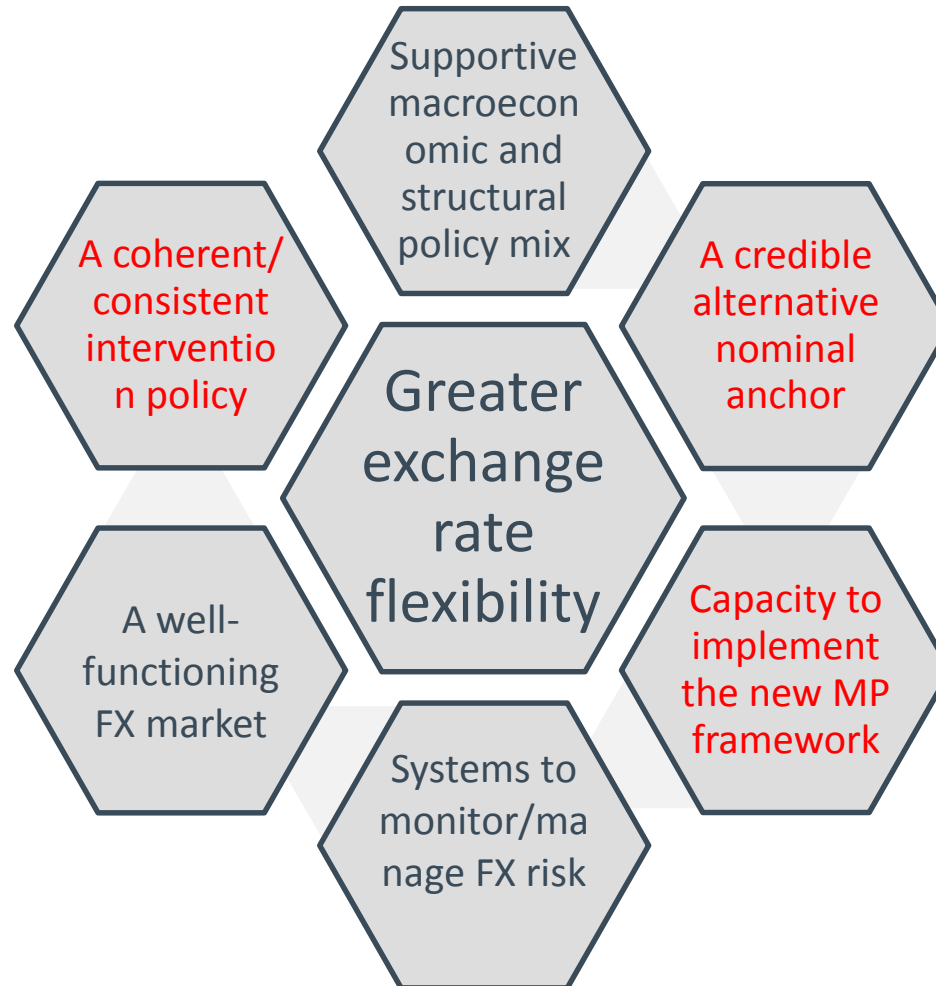 Supportive
macroecon
omic and
structural
policy mix
A credible
alternative
nominal
anchor
Capacity to
implement
the new MP
framework
Systems to
monitor/ma
nage FX risk
A well-
functioning
FX market
A coherent/
consistent
interventio
n policy
Greater
exchange
rate
flexibility